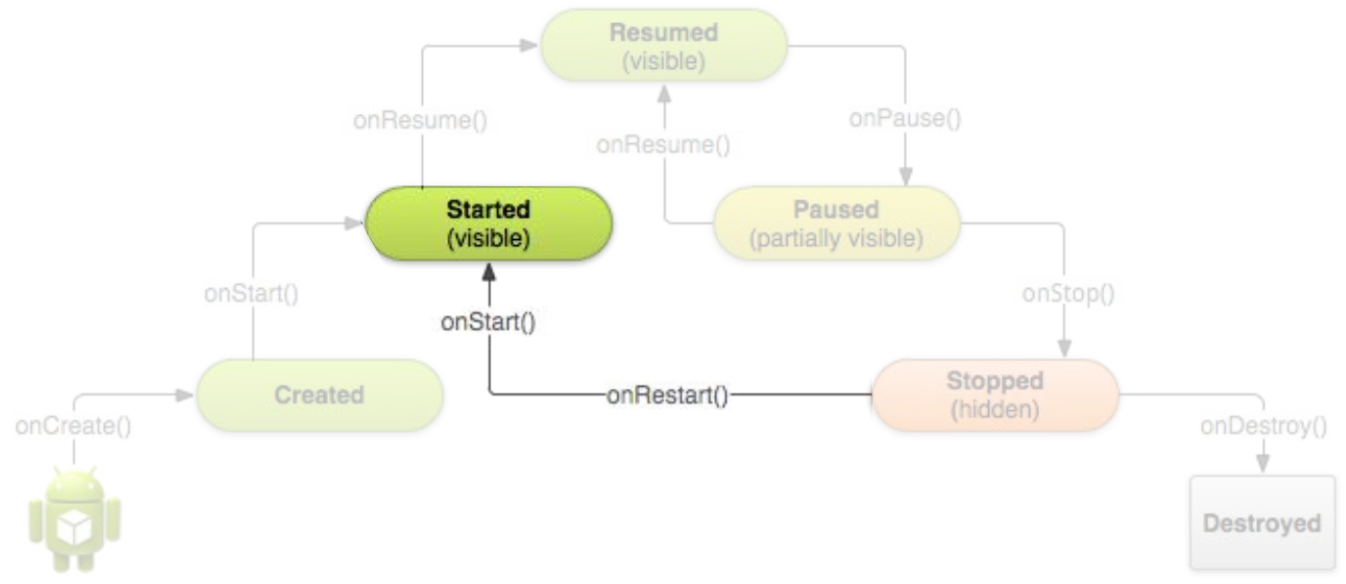 Resumed
(visible)
onResume()
onPause()
onResume()
Started
(visible)
Paused
(partially visible)
onStart()
onStop()
onStart()
Created
onRestart()
Stopped
(hidden)
onCreate()
onDestroy()
Destroyed